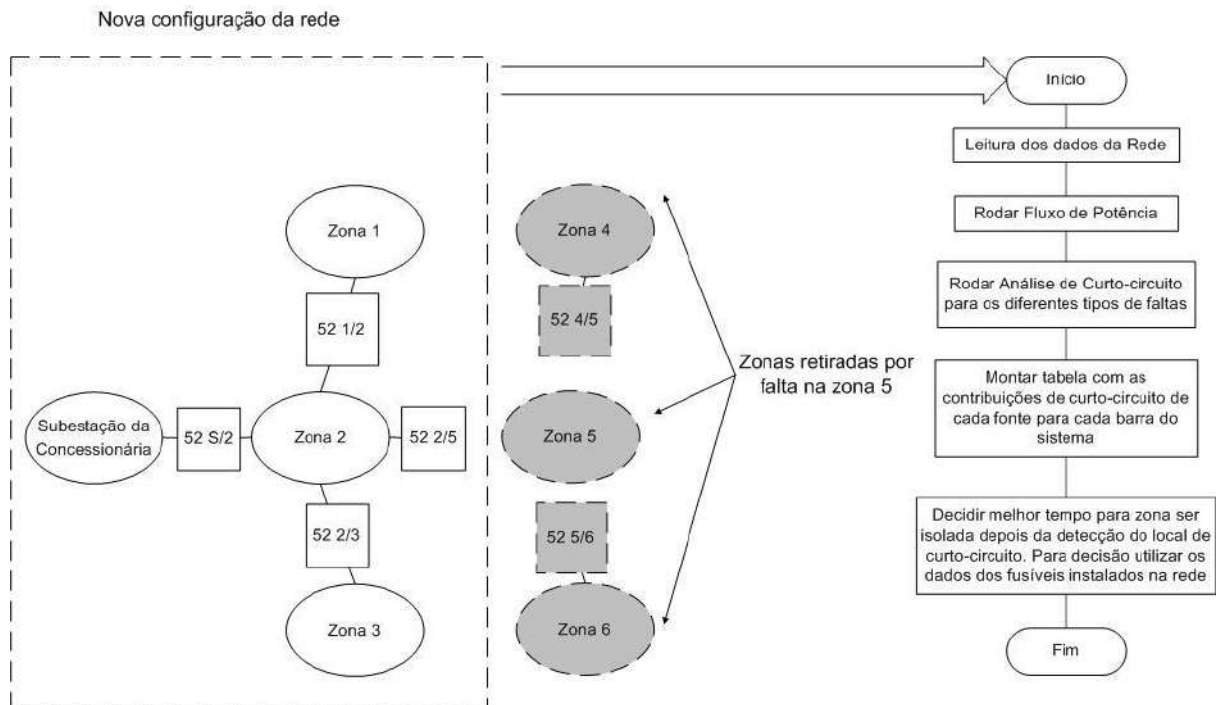 Nova configuração da rede
Início
Leitura dos dados da Rede
Rodar Fluxo de Potência
Rodar Análise de Curto-circuito
para os diferentes tipos de faltas
Montar tabela com as
contribuições de curto-circuito de
cada fonte para cada barra do
sistema
Decidir melhor tempo para zona ser
isolada depois da detecção do local de
curto-circuito. Para decisão utilizar os
dados dos fusíveis instalados na rede
Fim
Zona 1
52 1/2
Subestação da
Concessionária
52 S/2
Zona 2
52 2/5
52 2/3
Zona 3
Zona 4
52 4/5
Zona 5
52 5/6
Zona 6
Zonas retiradas por
falta na zona 5